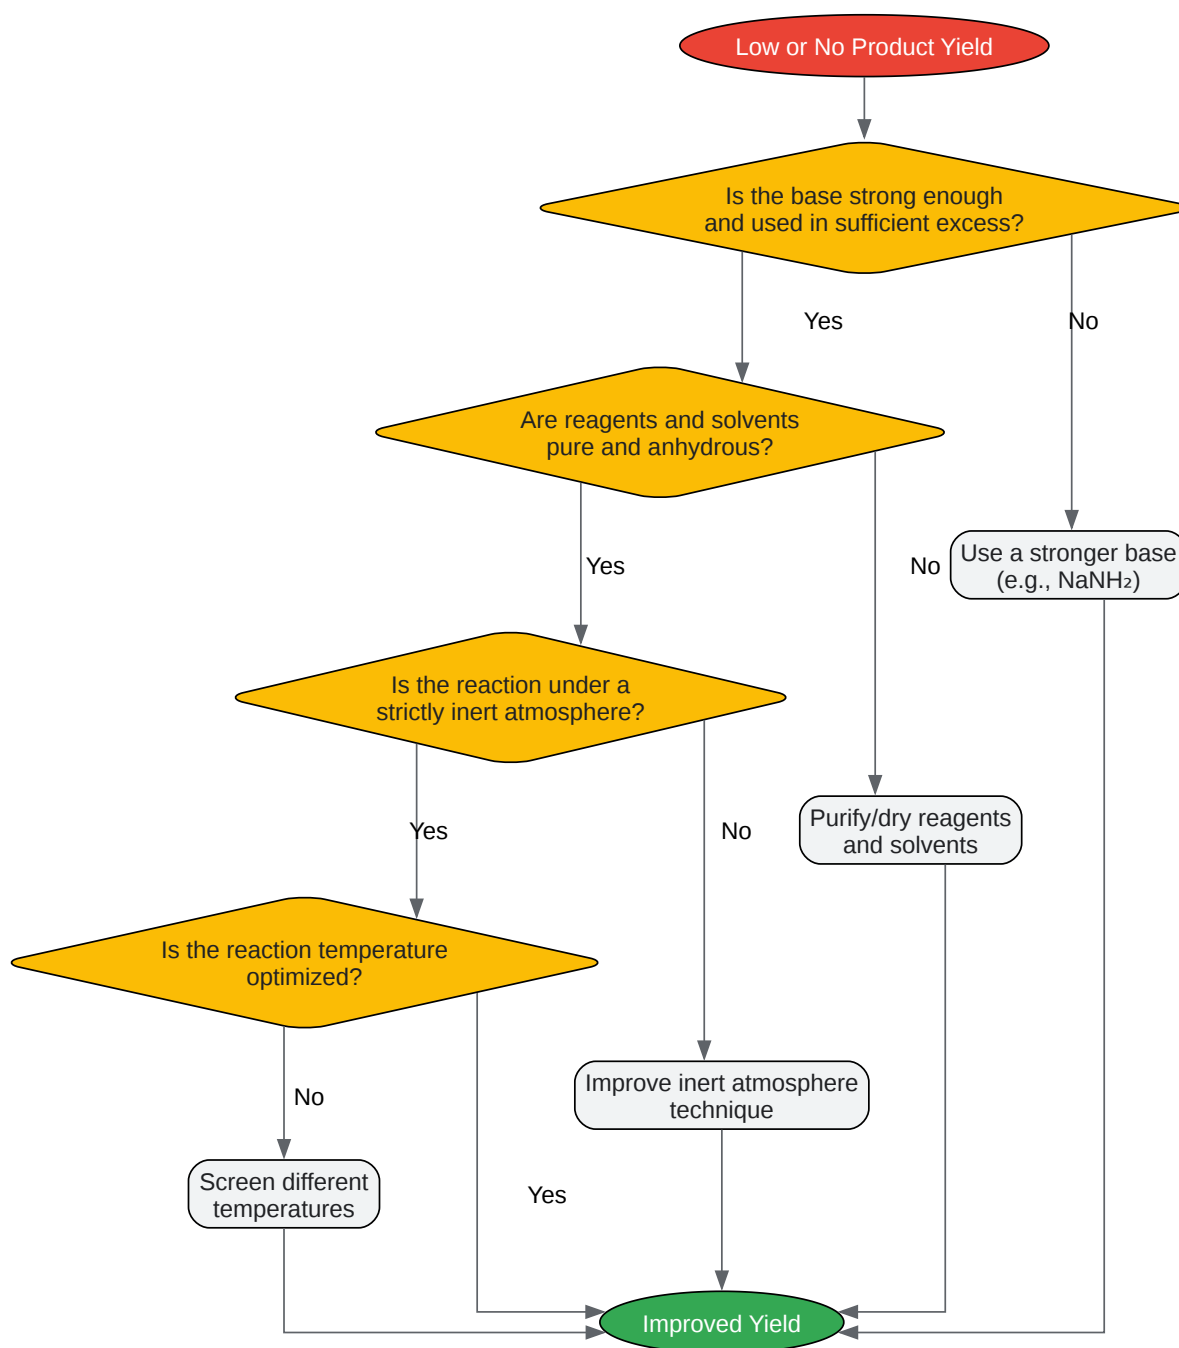 Low or No Product Yield
Is the base strong enough
and used in sufficient excess?
Yes
No
Are reagents and solvents
pure and anhydrous?
Yes
No
Use a stronger base
(e.g., NaNH₂)
Is the reaction under a
strictly inert atmosphere?
Yes
No
Purify/dry reagents
and solvents
Is the reaction temperature
optimized?
No
Improve inert atmosphere
technique
Screen different
temperatures
Yes
Improved Yield